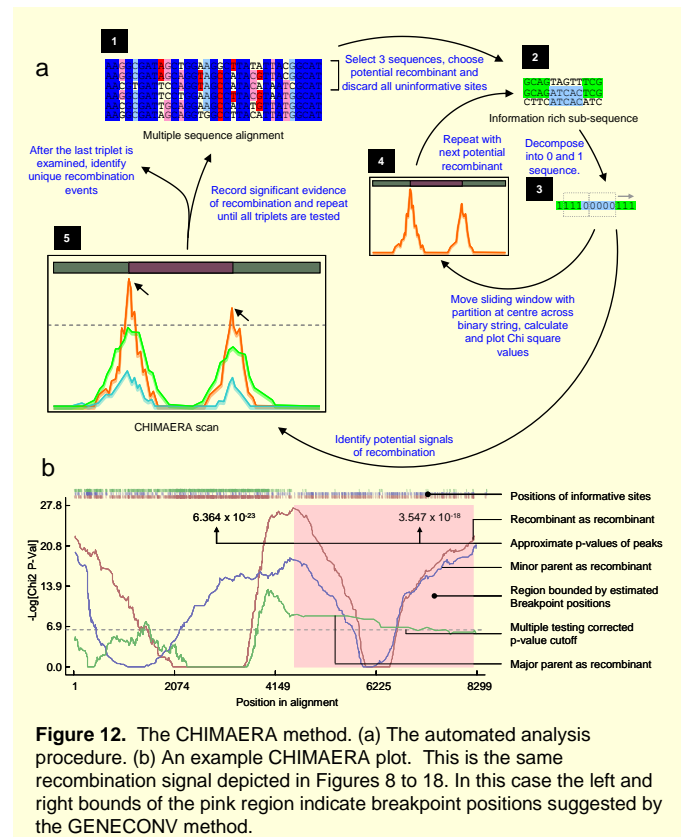 a
1
AAGGCGATAGCTGGAAGGCTTATATTCGGCAT
Multiple sequence alignment
Select 3 sequences, choose
potential recombinant and
discard all uninformative sites
2
GCAGTAGTTTCG
GCAGATCACTCG
CTTCATCACATC
Information rich sub-sequence
After the last triplet is
examined, identify
unique recombination
events
Record significant evidence
of recombination and repeat
until all triplets are tested
Repeat with
next potential
recombinant
Decompose
into 0 and 1
sequence.
4
3
111100000111
5
Move sliding window with
partition at centre across
binary string, calculate
and plot Chi square
values
CHIMAERA scan
Identify potential signals
of recombination
b
Positions of informative sites
27.8
6.364 x 10-23
3.547 x 10-18
Recombinant as recombinant
20.8
Approximate p-values of peaks
Minor parent as recombinant
13.9
Region bounded by estimated
Breakpoint positions
6.9
Multiple testing corrected
p-value cutoff
0.0
Major parent as recombinant
-Log[Chi2 P-Val]
1
2074
4149
6225
8299
Position in alignment
Figure 12. The CHIMAERA method. (a) The automated analysis
procedure. (b) An example CHIMAERA plot. This is the same
recombination signal depicted in Figures 8 to 18. In this case the left and
right bounds of the pink region indicate breakpoint positions suggested by
the GENECONV method.